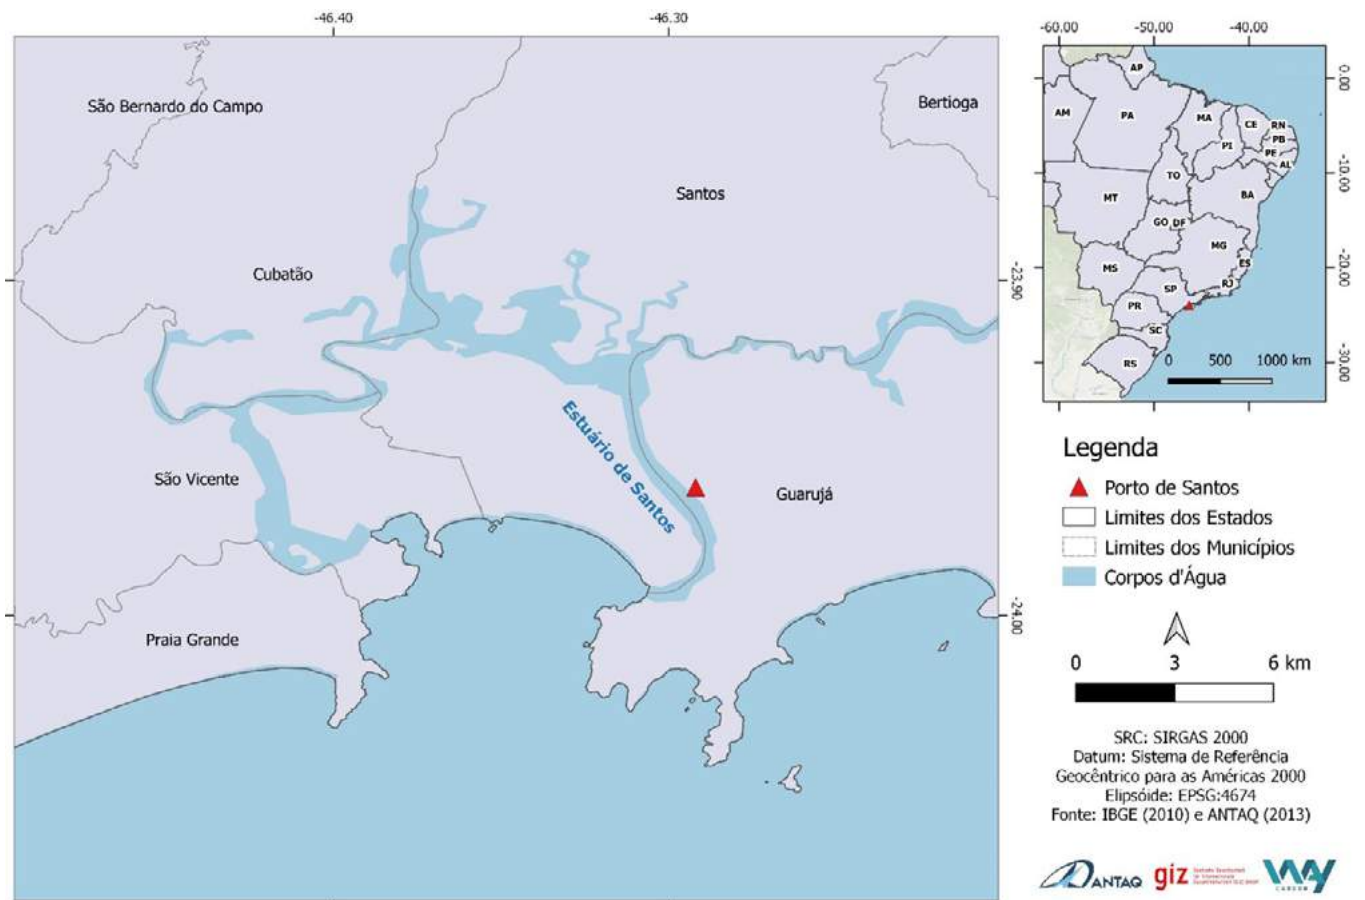 -46.40
-46.30
São Bernardo do Campo
Bertioga
Santos
Cubatão
-23.90
Estuário de Santos
São Vicente
Guarujá
-24.00
Praia Grande
-60.00
-50.00
-40.00
0.00
-10.00
-20.00
-30.00
AP
AM
PA
MA
CE
RN
PB
PI
PE
AL
TO
MT
BA
GO
DF
MG
MS
ES
SP
RJ
PR
SC
RS
0 500 1000 km
Legenda
Porto de Santos
Limites dos Estados
Limites dos Municípios
Corpos d'Água
0 3 6 km
SRC: SIRGAS 2000
Datum: Sistema de Referência
Geocêntrico para as Américas 2000
Elipsóide: EPSG:4674
Fonte: IBGE (2010) e ANTAQ (2013)
ANTAQ
giz
WAY
CARBON